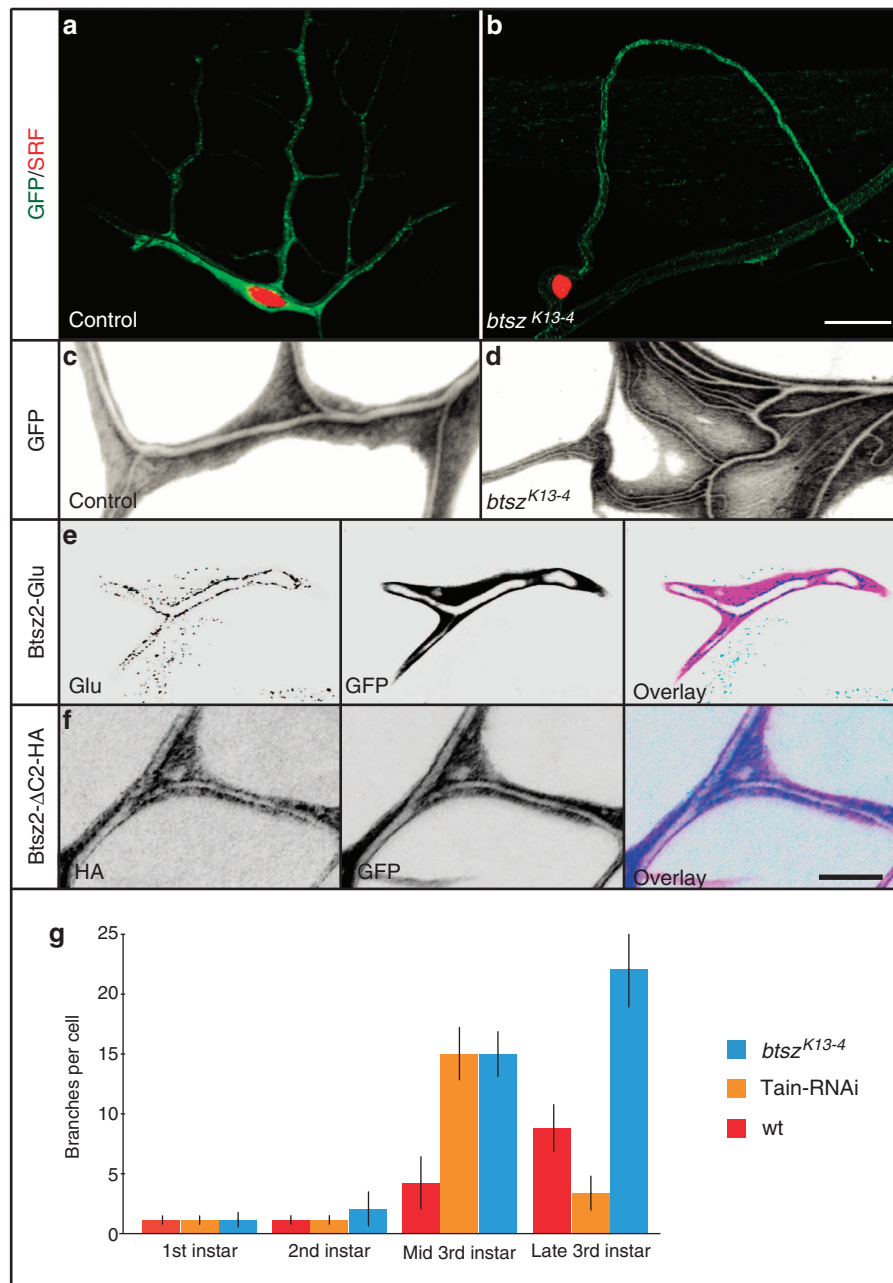 a
b
GFP/SRF
Control
btsz K13-4
c
d
GFP
Control
btsz K13-4
e
Btsz2-Glu
Glu
GFP
Overlay
f
Btsz2-ΔC2-HA
HA
GFP
Overlay
g
25
20
15
10
5
0
Branches per cell
1st instar
2nd instar
Mid 3rd instar
Late 3rd instar
btsz K13-4
Tain-RNAi
wt